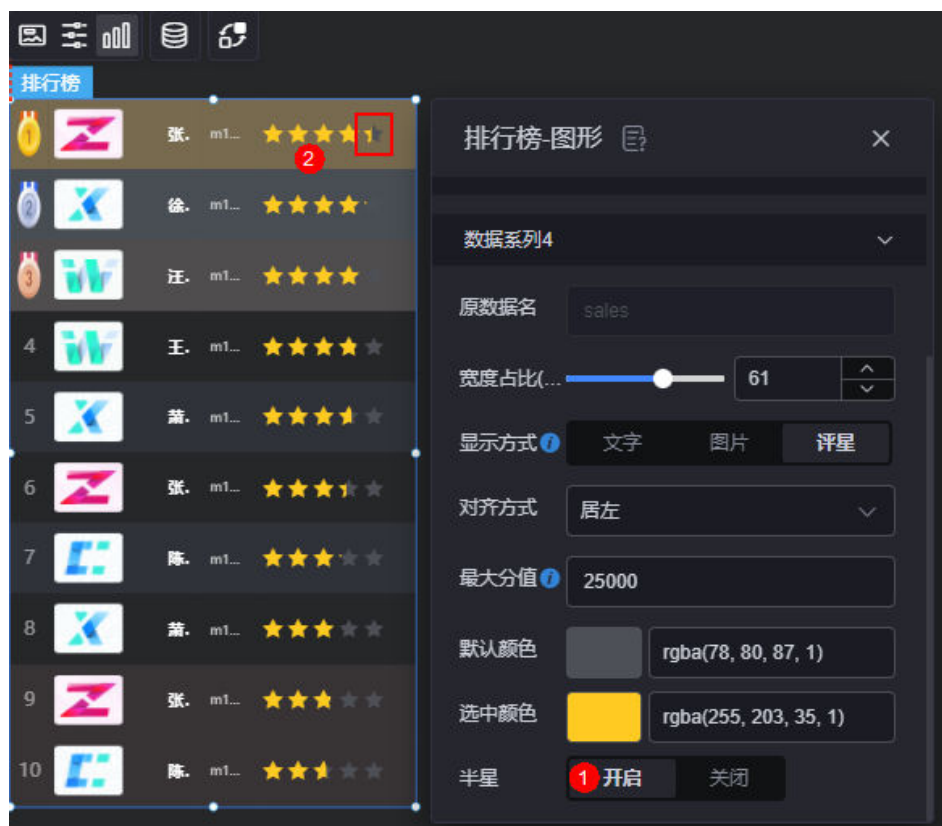 排行榜
1 张. m1... 2
2 徐. m1...
3 汪. m1...
4 王. m1...
5 萧. m1...
6 张. m1...
7 陈. m1...
8 萧. m1...
9 张. m1...
10 陈. m1...
排行榜-图形
数据系列4
原数据名 sales
宽度占比(... 61
显示方式 文字 图片 评星
对齐方式 居左
最大分值 25000
默认颜色 rgba(78, 80, 87, 1)
选中颜色 rgba(255, 203, 35, 1)
半星 1 开启 关闭